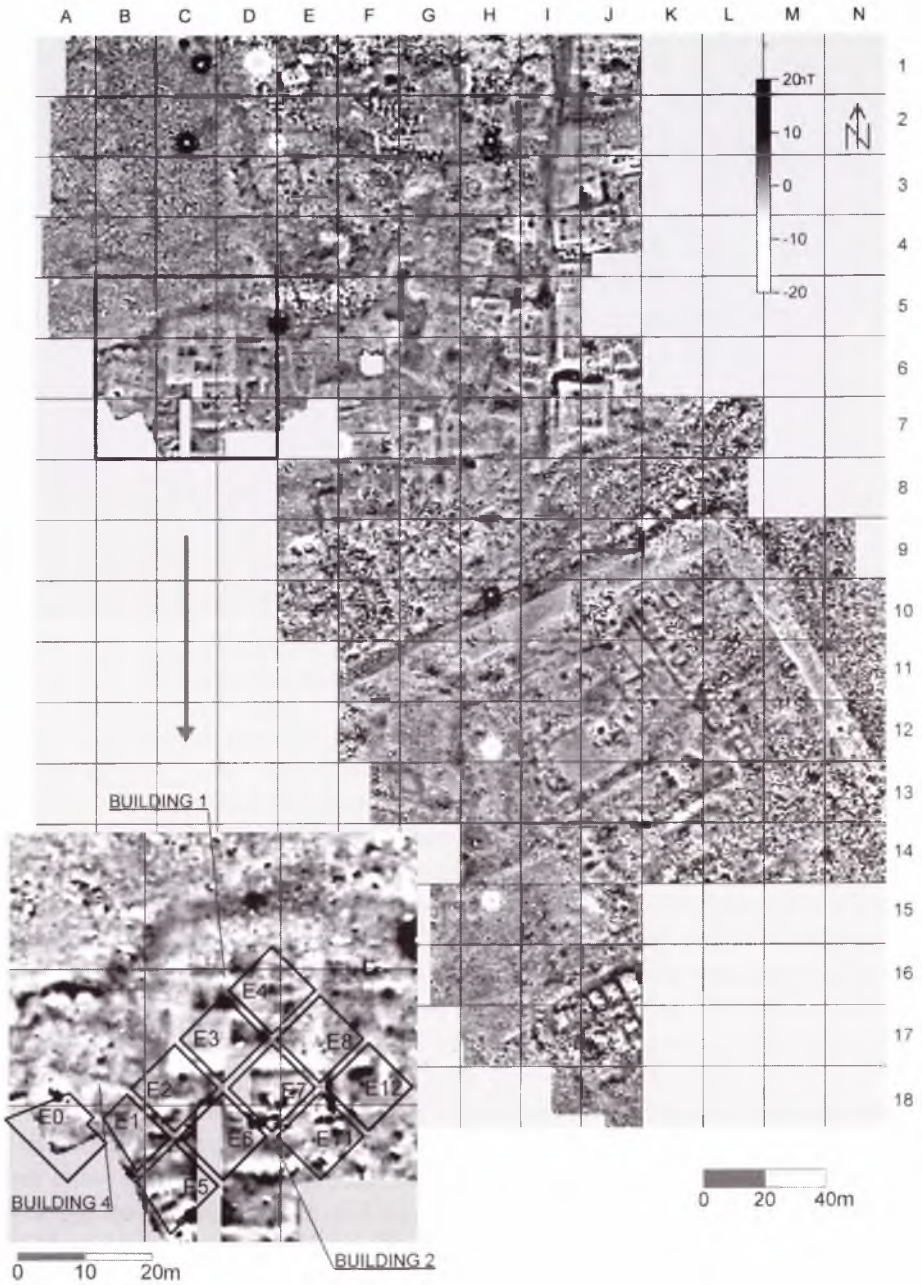 A B C D E F G H I J K L M N
1
20nT
2
10
N
3
0
4
-10
5
-20
6
7
8
9
10
11
12
13
BUILDING 1
14
15
16
E4
17
E3 E8
18
E2 E7 E12
E0 E1 E6 E11
E5
BUILDING 4
0 20 40m
BUILDING 2
0 10 20m